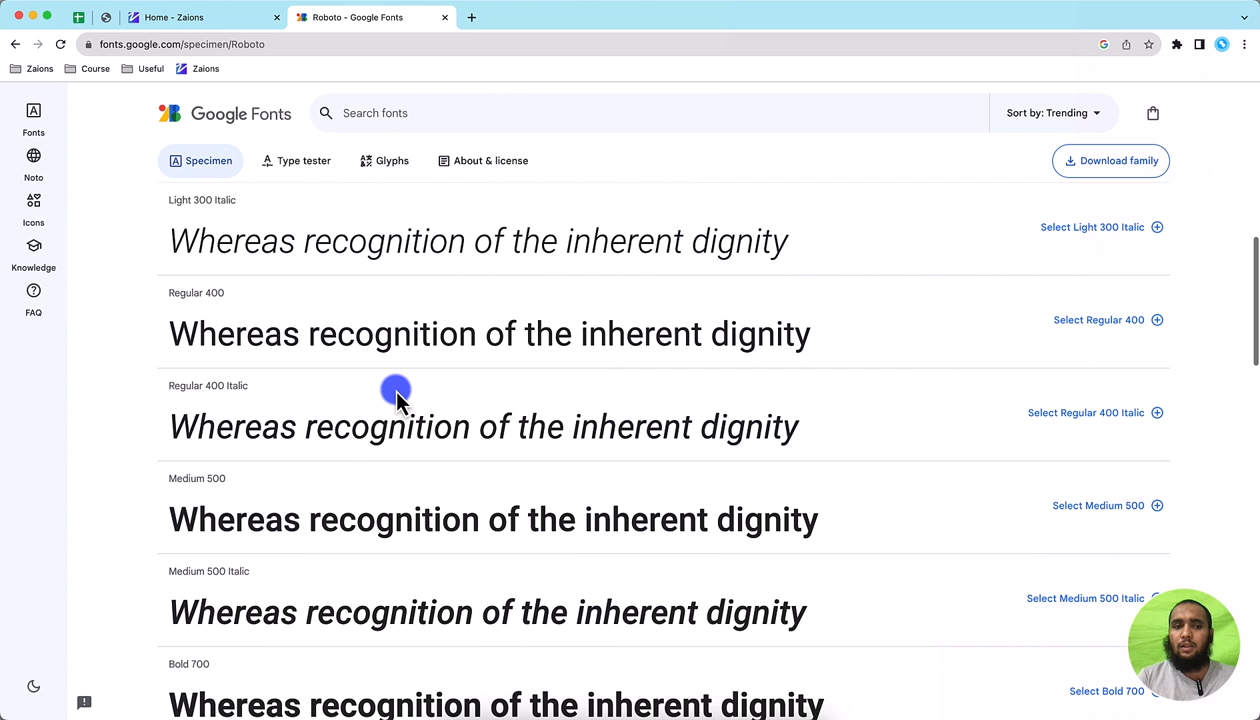 Home - Zaions
Roboto - Google Fonts
fonts.google.com/specimen/Roboto
Zaions
Course
Useful
Zaions
Fonts
Noto
Icons
Knowledge
FAQ
Google Fonts
Search fonts
Sort by: Trending
Specimen
Type tester
Glyphs
About & license
Download family
Light 300 Italic
Whereas recognition of the inherent dignity
Select Light 300 Italic
Regular 400
Whereas recognition of the inherent dignity
Select Regular 400
Regular 400 Italic
Whereas recognition of the inherent dignity
Select Regular 400 Italic
Medium 500
Whereas recognition of the inherent dignity
Select Medium 500
Medium 500 Italic
Whereas recognition of the inherent dignity
Select Medium 500 Italic
Bold 700
Whereas recognition of the inherent dignity
Select Bold 700